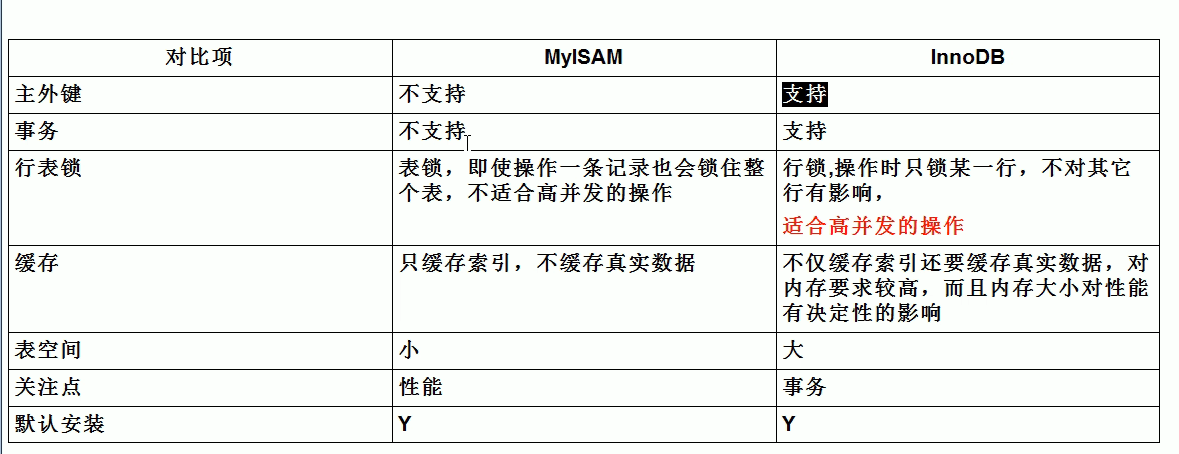 对比项 MyISAM InnoDB
主外键 不支持 支持
事务 不支持 支持
行表锁 表锁，即使操作一条记录也会锁住整 行锁,操作时只锁某一行，不对其它
个表，不适合高并发的操作 行有影响，
适合高并发的操作
缓存 只缓存索引，不缓存真实数据 不仅缓存索引还要缓存真实数据，对
内存要求较高，而且内存大小对性能
有决定性的影响
表空间 小 大
关注点 性能 事务
默认安装 Y Y